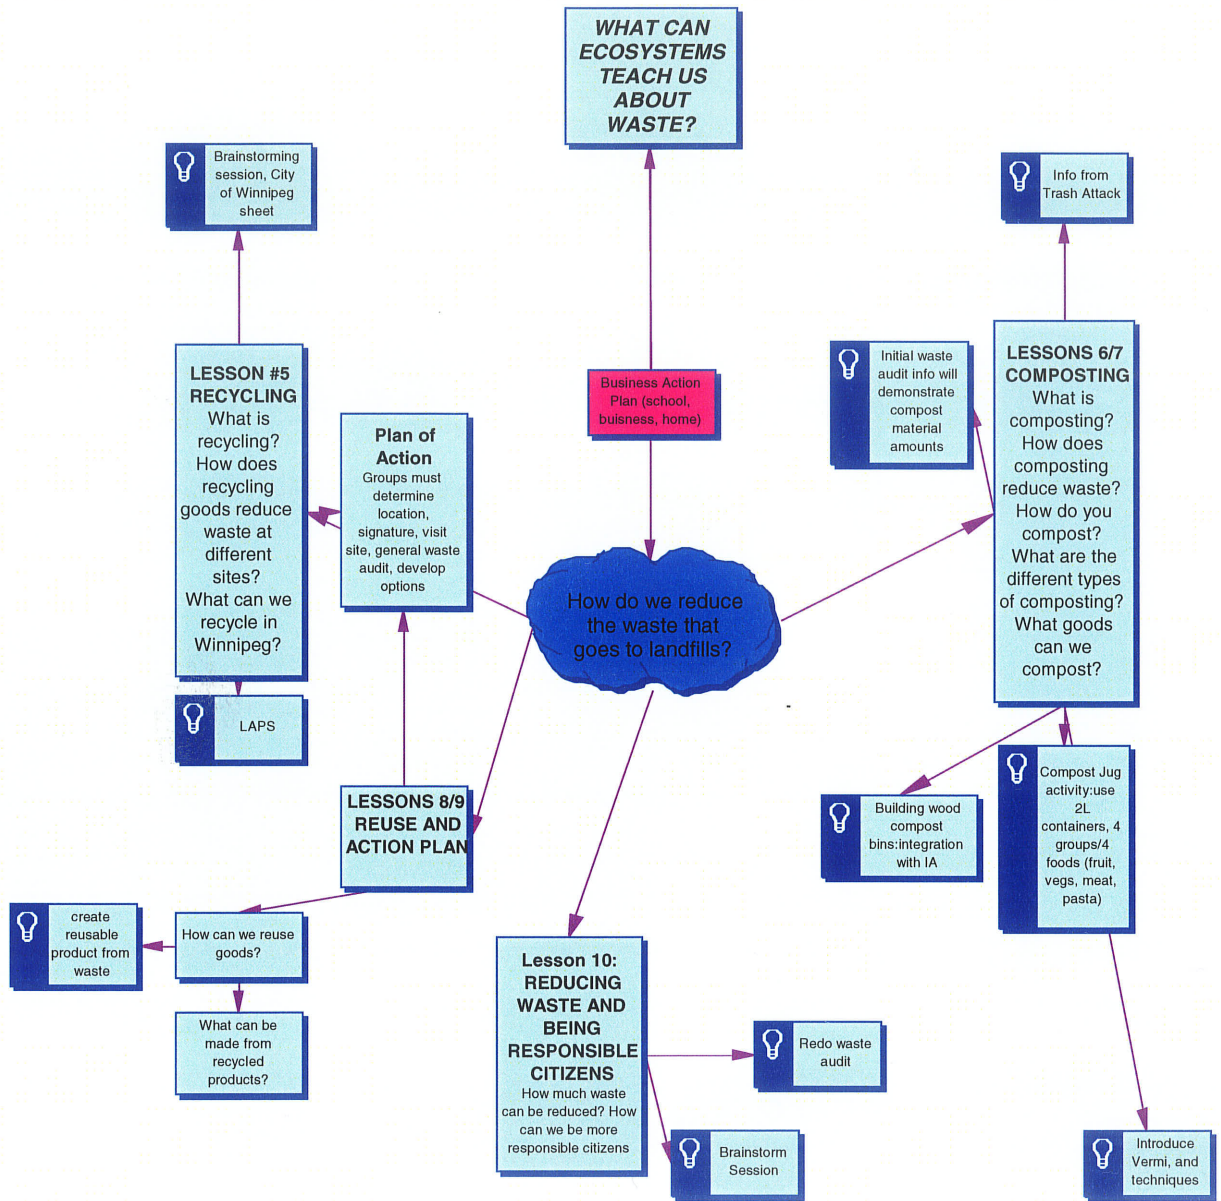 WHAT CAN
ECOSYSTEMS
TEACH US
ABOUT
WASTE?
Brainstorming
session, City
of Winnipeg
sheet
Info from
Trash Attack
LESSON #5
RECYCLING
What is
recycling?
How does
recycling
goods reduce
waste at
different
sites?
What can we
recycle in
Winnipeg?
Plan of
Action
Groups must
determine
location,
signature, visit
site, general waste
audit, develop
options
Business Action
Plan (school,
buisness, home)
Initial waste
audit info will
demonstrate
compost
material
amounts
LESSONS 6/7
COMPOSTING
What is
composting?
How does
composting
reduce waste?
How do you
compost?
What are the
different types
of composting?
What goods
can we
compost?
How do we reduce
the waste that
goes to landfills?
LAPS
LESSONS 8/9
REUSE AND
ACTION PLAN
Building wood
compost
bins:integration
with IA
Compost Jug
activity:use
2L
containers, 4
groups/4
foods (fruit,
vegs, meat,
pasta)
create
reusable
product from
waste
How can we reuse
goods?
What can be
made from
recycled
products?
Lesson 10:
REDUCING
WASTE AND
BEING
RESPONSIBLE
CITIZENS
How much waste
can be reduced? How
can we be more
responsible citizens
Redo waste
audit
Brainstorm
Session
Introduce
Vermi, and
techniques